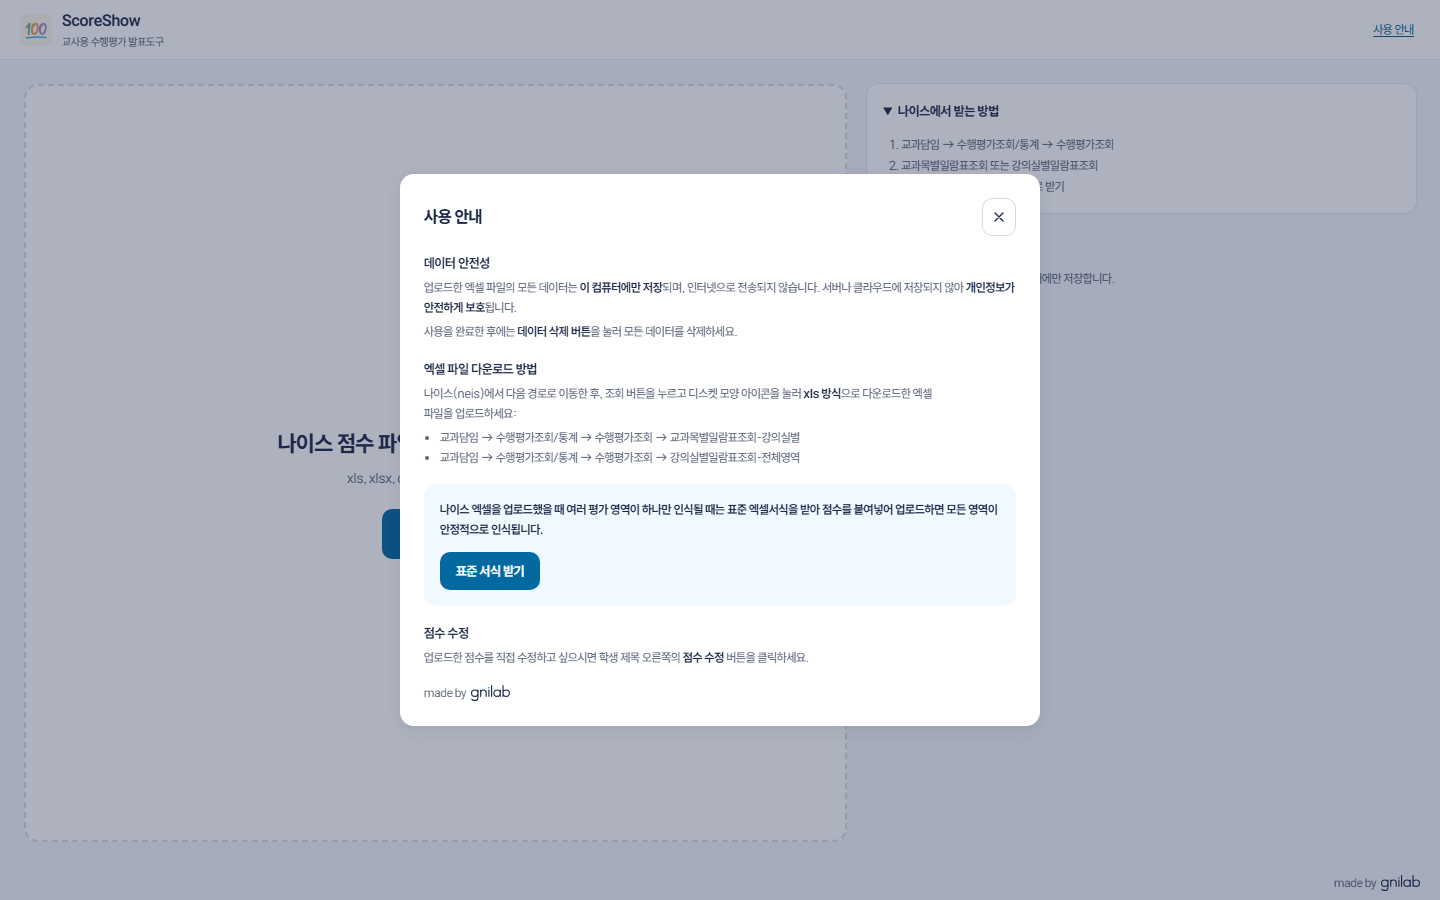 100
ScoreShow
교사용 수행평가 발표도구
사용 안내
나이스 점수 파
xls, xlsx,
▼ 나이스에서 받는 방법
1. 교과담임 → 수행평가조회/통계 → 수행평가조회
2. 교과목별일람표조회 또는 강의실별일람표조회
받기
에만 저장합니다.
사용 안내
×
데이터 안전성
업로드한 엑셀 파일의 모든 데이터는 이 컴퓨터에만 저장되며, 인터넷으로 전송되지 않습니다. 서버나 클라우드에 저장되지 않아 개인정보가
안전하게 보호됩니다.
사용을 완료한 후에는 데이터 삭제 버튼을 눌러 모든 데이터를 삭제하세요.
엑셀 파일 다운로드 방법
나이스(neis)에서 다음 경로로 이동한 후, 조회 버튼을 누르고 디스켓 모양 아이콘을 눌러 xls 방식으로 다운로드한 엑셀
파일을 업로드하세요:
• 교과담임 → 수행평가조회/통계 → 수행평가조회 → 교과목별일람표조회-강의실별
• 교과담임 → 수행평가조회/통계 → 수행평가조회 → 강의실별일람표조회-전체영역
나이스 엑셀을 업로드했을 때 여러 평가 영역이 하나만 인식될 때는 표준 엑셀서식을 받아 점수를 붙여넣어 업로드하면 모든 영역이
안정적으로 인식됩니다.
표준 서식 받기
점수 수정
업로드한 점수를 직접 수정하고 싶으시면 학생 제목 오른쪽의 점수 수정 버튼을 클릭하세요.
made by gnilab
made by gnilab